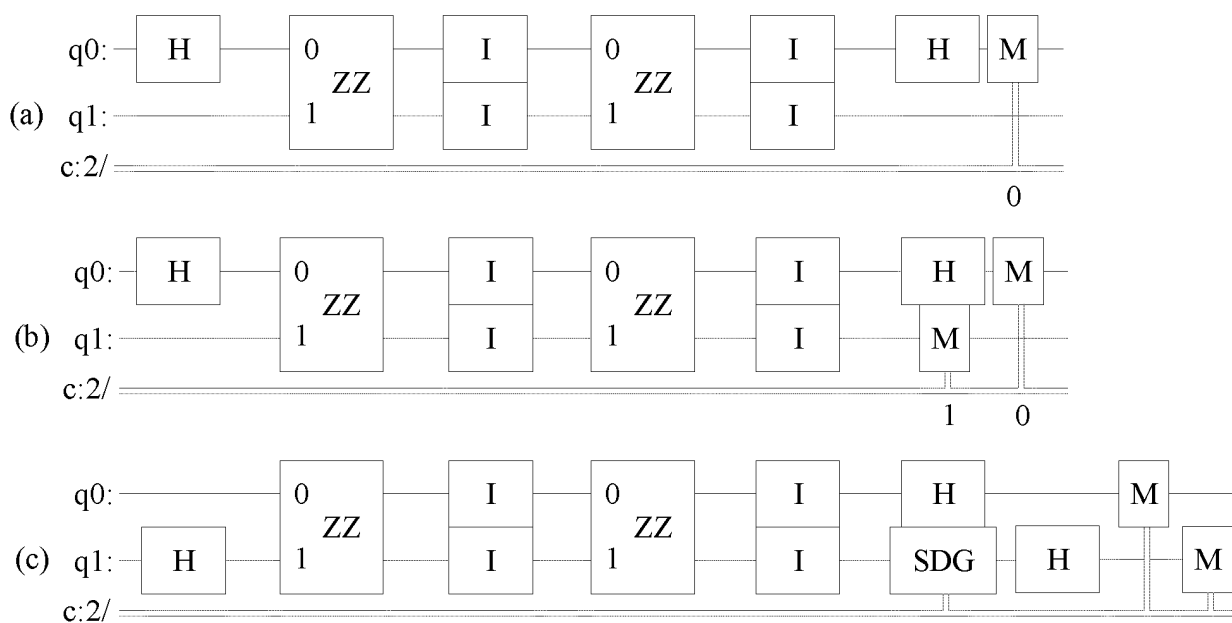 q0: H 0 I 0 I H M
ZZ ZZ
(a) q1: 1 I 1 I
c:2/
0
q0: H 0 I 0 I H M
ZZ ZZ
(b) q1: 1 I 1 I M
c:2/
1 0
q0: 0 I 0 I H M
ZZ ZZ
(c) q1: H 1 I 1 I SDG H M
c:2/